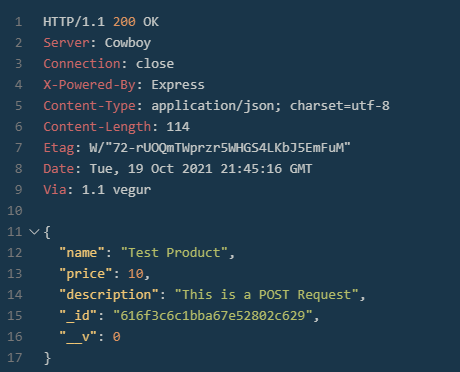 1 HTTP/1.1 200 OK
2 Server: Cowboy
3 Connection: close
4 X-Powered-By: Express
5 Content-Type: application/json; charset=utf-8
6 Content-Length: 114
7 Etag: W/"72-rUOQmTWprzr5WHGS4LKbJ5EmFuM"
8 Date: Tue, 19 Oct 2021 21:45:16 GMT
9 Via: 1.1 vegur
10
11 {
12 "name": "Test Product",
13 "price": 10,
14 "description": "This is a POST Request",
15 "_id": "616f3c6c1bba67e52802c629",
16 "__v": 0
17 }